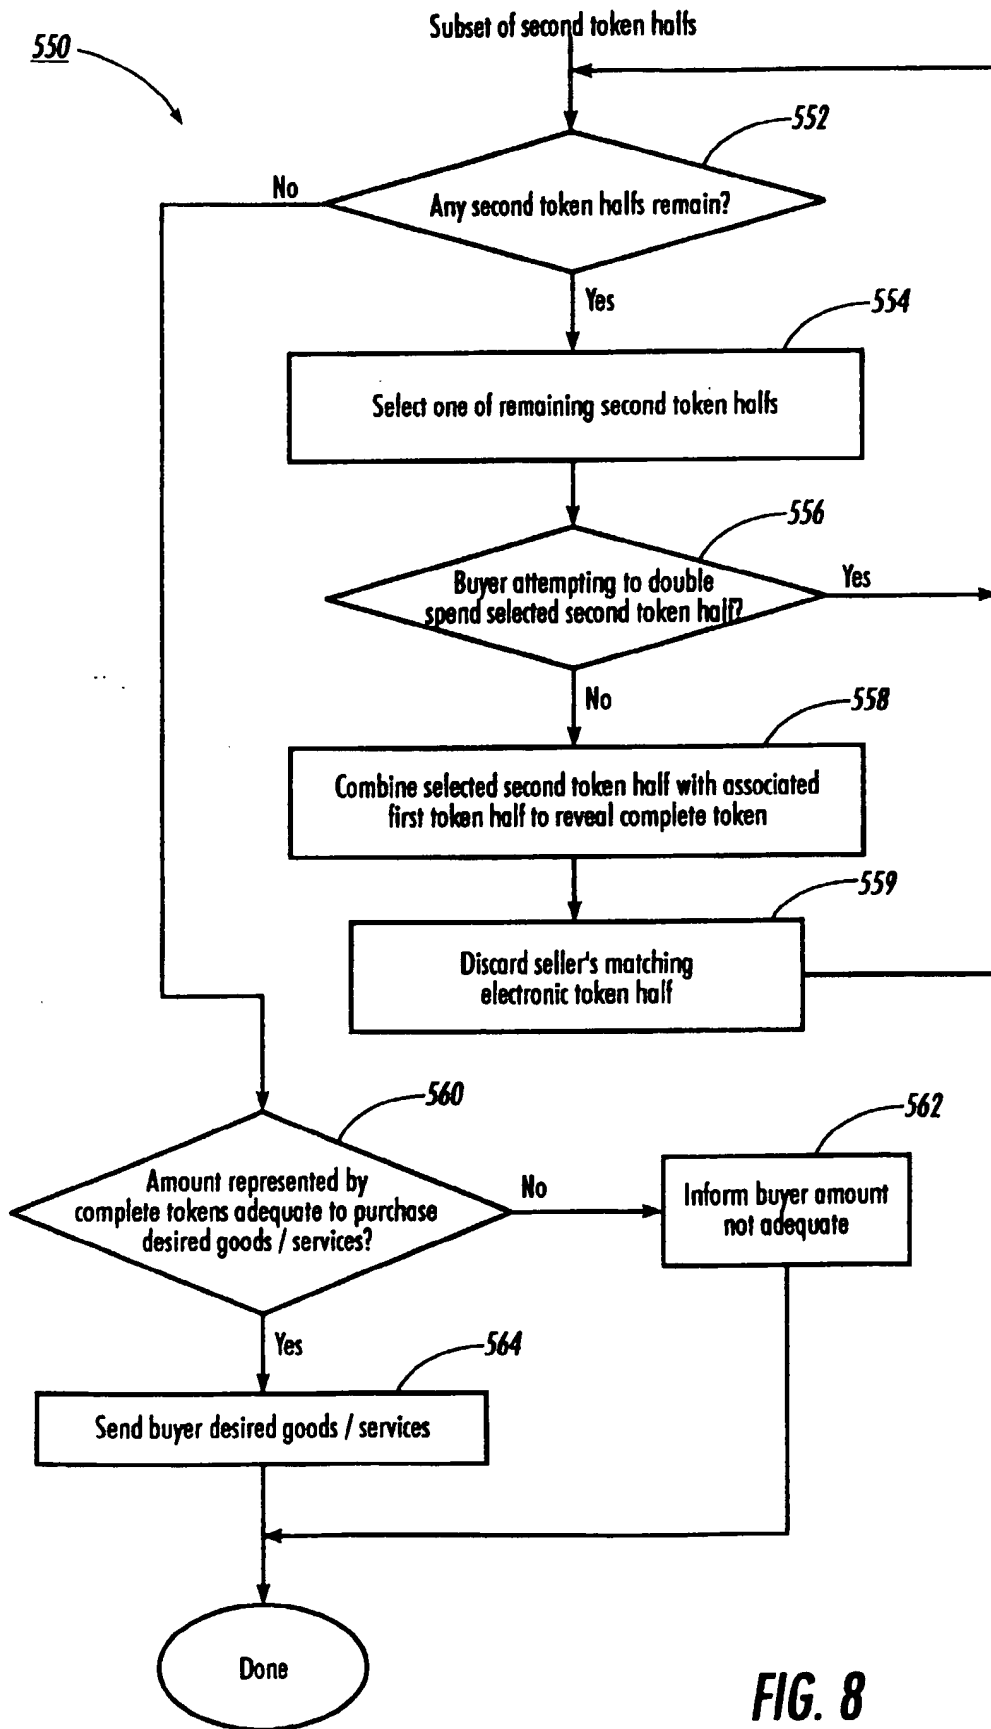 Subset of second token halfs
550
552
No
Any second token halfs remain?
Yes
554
Select one of remaining second token halfs
556
Buyer attempting to double
spend selected second token half?
Yes
No
558
Combine selected second token half with associated
first token half to reveal complete token
559
Discard seller's matching
electronic token half
560
562
Amount represented by
complete tokens adequate to purchase
desired goods / services?
No
Inform buyer amount
not adequate
Yes
564
Send buyer desired goods / services
Done
FIG. 8